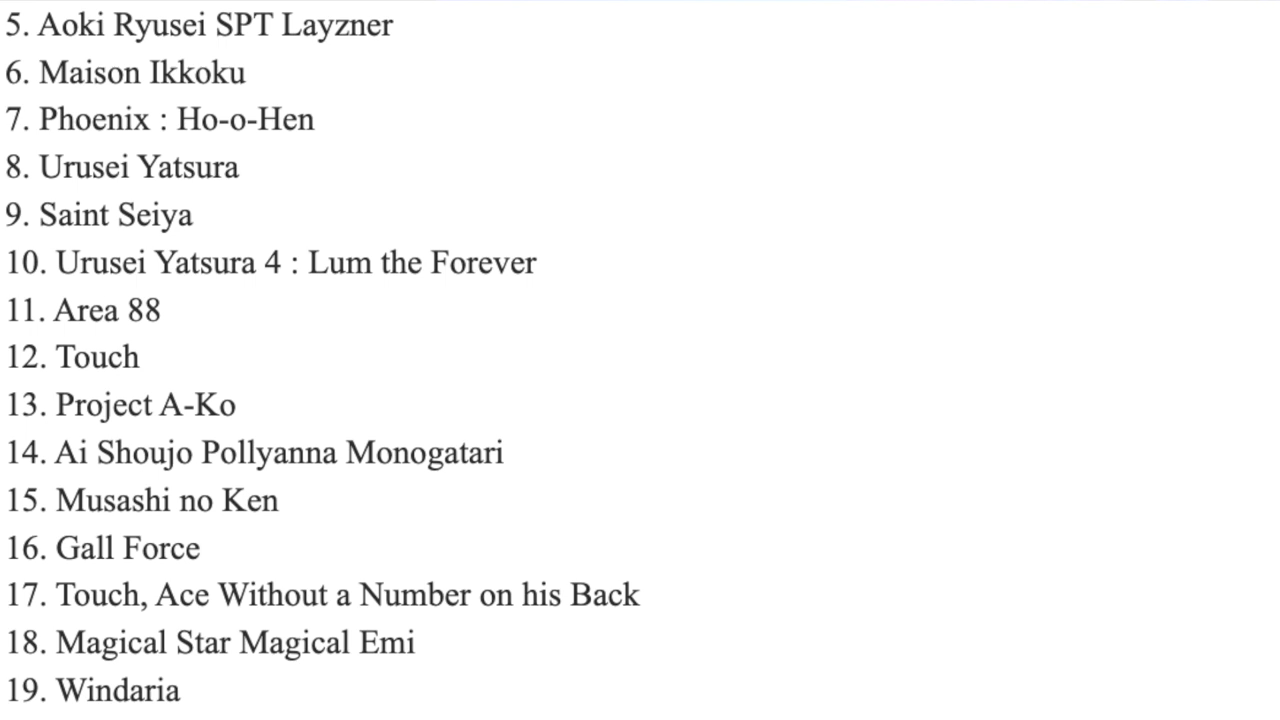 5. Aoki Ryusei SPT Layzner
6. Maison Ikkoku
7. Phoenix : Ho-o-Hen
8. Urusei Yatsura
9. Saint Seiya
10. Urusei Yatsura 4 : Lum the Forever
11. Area 88
12. Touch
13. Project A-Ko
14. Ai Shoujo Pollyanna Monogatari
15. Musashi no Ken
16. Gall Force
17. Touch, Ace Without a Number on his Back
18. Magical Star Magical Emi
19. Windaria